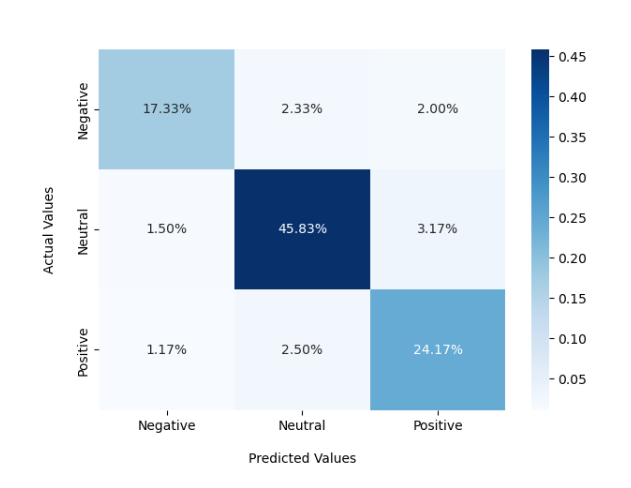 Negative 17.33% 2.33% 2.00%
Neutral 1.50% 45.83% 3.17%
Positive 1.17% 2.50% 24.17%
Negative Neutral Positive
Predicted Values
Actual Values
0.45
0.40
0.35
0.30
0.25
0.20
0.15
0.10
0.05